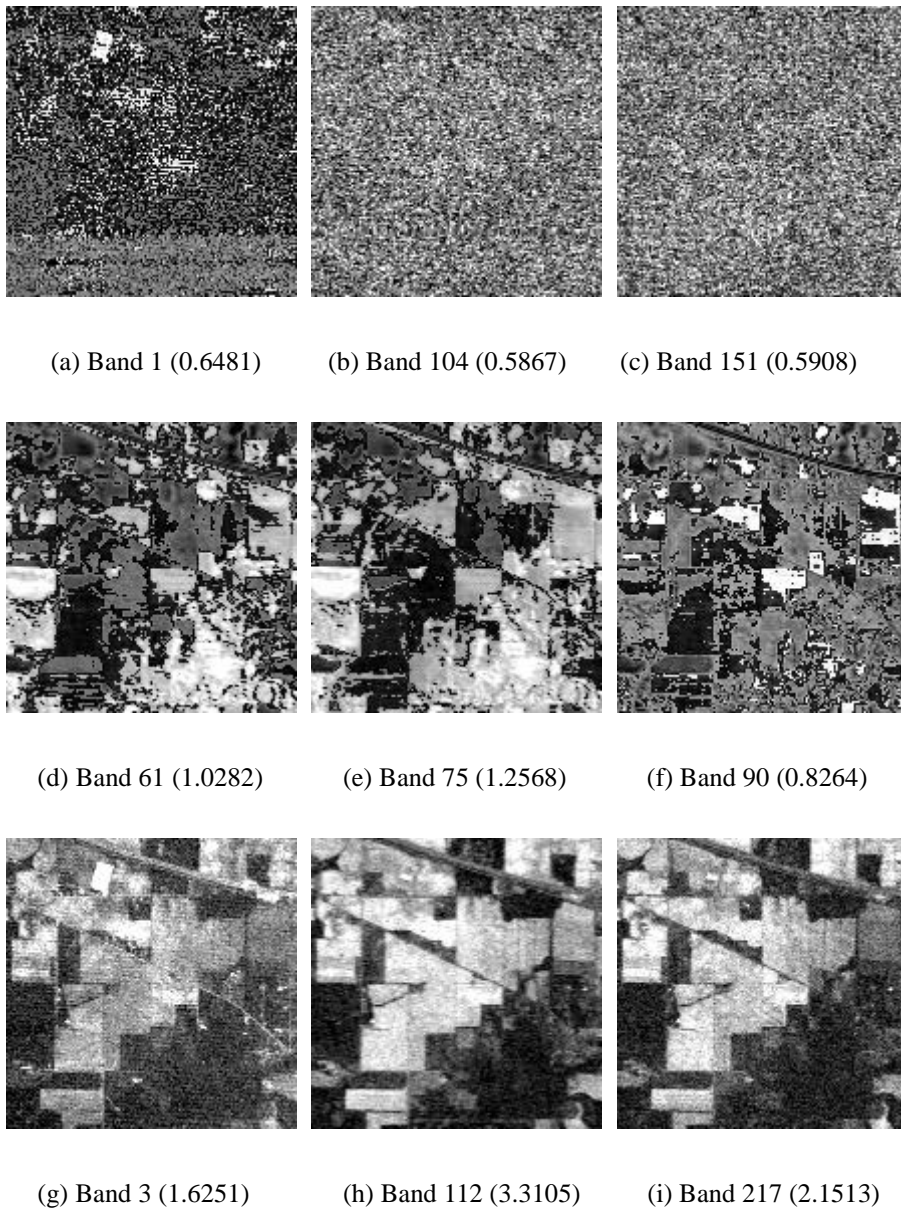 (a) Band 1 (0.6481) (b) Band 104 (0.5867) (c) Band 151 (0.5908)
(d) Band 61 (1.0282) (e) Band 75 (1.2568) (f) Band 90 (0.8264)
(g) Band 3 (1.6251) (h) Band 112 (3.3105) (i) Band 217 (2.1513)